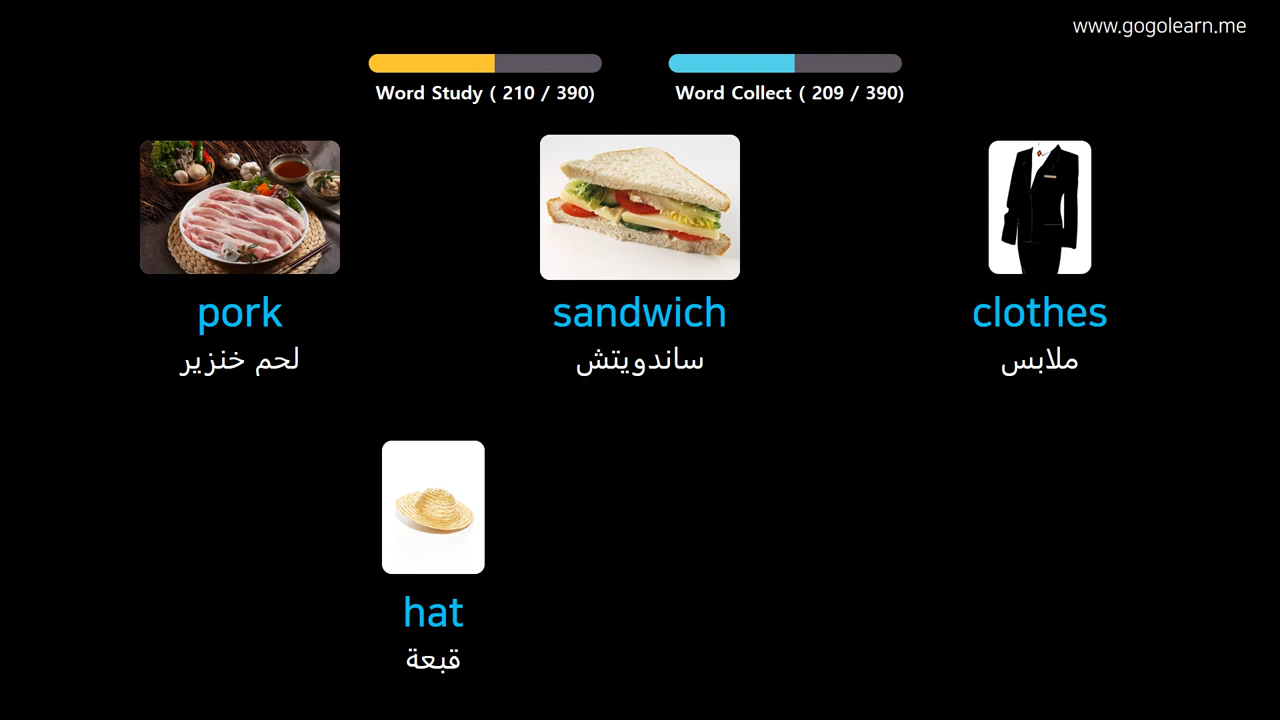 www.gogolearn.me
Word Study ( 210 / 390)
Word Collect ( 209 / 390)
pork
لحم خنزير
sandwich
ساندويتش
clothes
ملابس
hat
قبعة